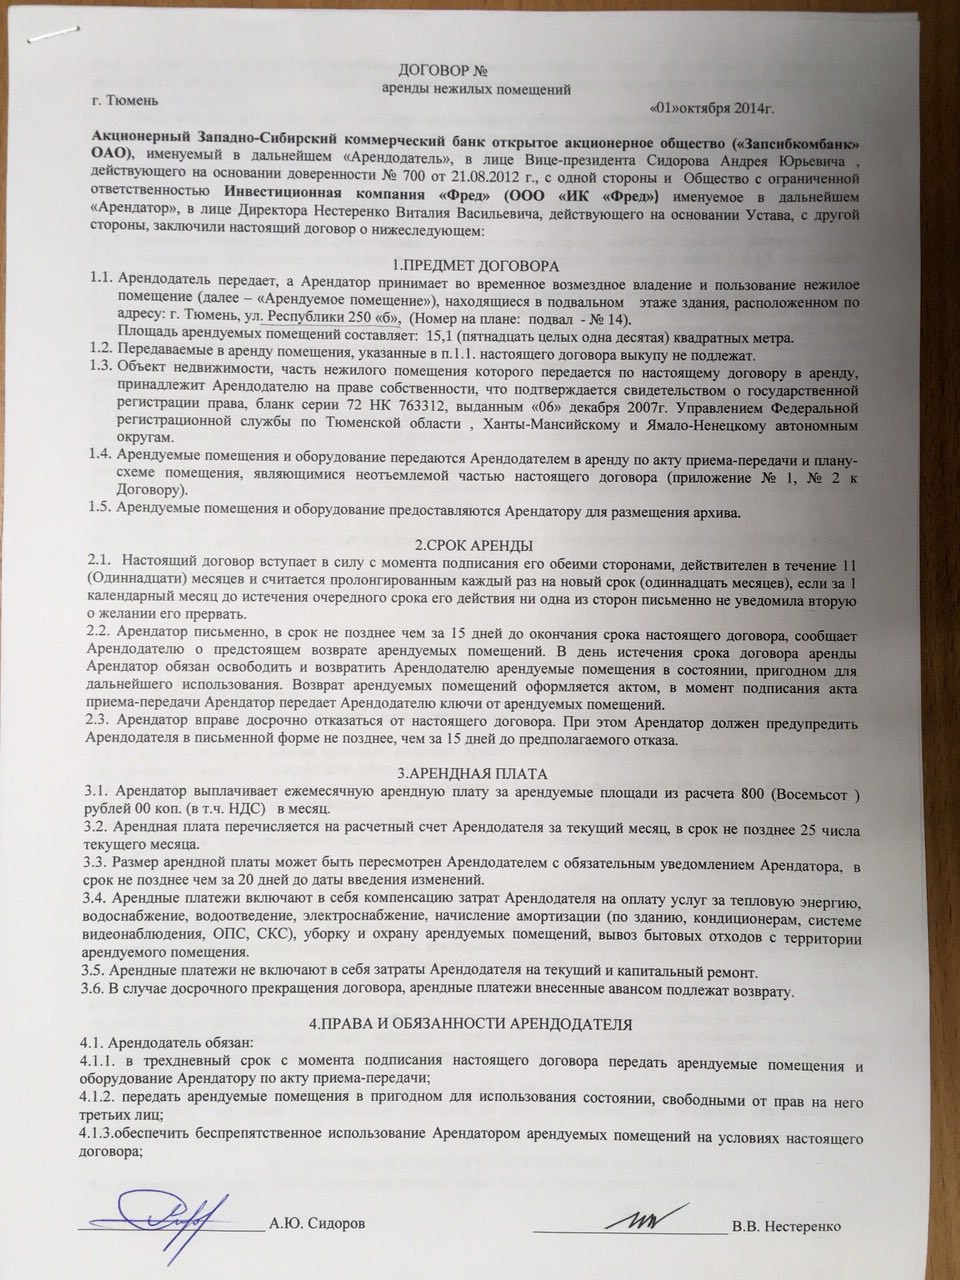 ДОГОВОР №
аренды нежилых помещений
г. Тюмень
«01»октября 2014г.
Акционерный Западно-Сибирский коммерческий банк открытое акционерное общество («Запсибкомбанк»
ОАО), именуемый в дальнейшем «Арендодатель», в лице Вице-президента Сидорова Андрея Юрьевича ,
действующего на основании доверенности № 700 от 21.08.2012 г., с одной стороны и Общество с ограниченной
ответственностью Инвестиционная компания «Фред» (ООО «ИК «Фред») именуемое в дальнейшем
«Арендатор», в лице Директора Нестеренко Виталия Васильевича, действующего на основании Устава, с другой
стороны, заключили настоящий договор о нижеследующем:
1.ПРЕДМЕТ ДОГОВОРА
1.1. Арендодатель передает, а Арендатор принимает во временное возмездное владение и пользование нежилое
помещение (далее – «Арендуемое помещение»), находящиеся в подвальном этаже здания, расположенном по
адресу: г. Тюмень, ул. Республики 250 «б», (Номер на плане: подвал - № 14).
Площадь арендуемых помещений составляет: 15,1 (пятнадцать целых одна десятая) квадратных метра.
1.2. Передаваемые в аренду помещения, указанные в п.1.1. настоящего договора выкупу не подлежат.
1.3. Объект недвижимости, часть нежилого помещения которого передается по настоящему договору в аренду,
принадлежит Арендодателю на праве собственности, что подтверждается свидетельством о государственной
регистрации права, бланк серии 72 НК 763312, выданным «06» декабря 2007г. Управлением Федеральной
регистрационной службы по Тюменской области , Ханты-Мансийскому и Ямало-Ненецкому автономным
округам.
1.4. Арендуемые помещения и оборудование передаются Арендодателем в аренду по акту приема-передачи и плану-
схеме помещения, являющимися неотъемлемой частью настоящего договора (приложение № 1, № 2 к
Договору).
1.5. Арендуемые помещения и оборудование предоставляются Арендатору для размещения архива.
2.СРОК АРЕНДЫ
2.1. Настоящий договор вступает в силу с момента подписания его обеими сторонами, действителен в течение 11
(Одиннадцати) месяцев и считается пролонгированным каждый раз на новый срок (одиннадцать месяцев), если за 1
календарный месяц до истечения очередного срока его действия ни одна из сторон письменно не уведомила вторую
о желании его прервать.
2.2. Арендатор письменно, в срок не позднее чем за 15 дней до окончания срока настоящего договора, сообщает
Арендодателю о предстоящем возврате арендуемых помещений. В день истечения срока договора аренды
Арендатор обязан освободить и возвратить Арендодателю арендуемые помещения в состоянии, пригодном для
дальнейшего использования. Возврат арендуемых помещений оформляется актом, в момент подписания акта
приема-передачи Арендатор передает Арендодателю ключи от арендуемых помещений.
2.3. Арендатор вправе досрочно отказаться от настоящего договора. При этом Арендатор должен предупредить
Арендодателя в письменной форме не позднее, чем за 15 дней до предполагаемого отказа.
3.АРЕНДНАЯ ПЛАТА
3.1. Арендатор выплачивает ежемесячную арендную плату за арендуемые площади из расчета 800 (Восемьсот )
рублей 00 коп. (в т.ч. НДС) в месяц.
3.2. Арендная плата перечисляется на расчетный счет Арендодателя за текущий месяц, в срок не позднее 25 числа
текущего месяца.
3.3. Размер арендной платы может быть пересмотрен Арендодателем с обязательным уведомлением Арендатора, в
срок не позднее чем за 20 дней до даты введения изменений.
3.4. Арендные платежи включают в себя компенсацию затрат Арендодателя на оплату услуг за тепловую энергию,
водоснабжение, водоотведение, электроснабжение, начисление амортизации (по зданию, кондиционерам, системе
видеонаблюдения, ОПС, СКС), уборку и охрану арендуемых помещений, вывоз бытовых отходов с территории
арендуемого помещения.
3.5. Арендные платежи не включают в себя затраты Арендодателя на текущий и капитальный ремонт.
3.6. В случае досрочного прекращения договора, арендные платежи внесенные авансом подлежат возврату.
4.ПРАВА И ОБЯЗАННОСТИ АРЕНДОДАТЕЛЯ
4.1. Арендодатель обязан:
4.1.1. в трехдневный срок с момента подписания настоящего договора передать арендуемые помещения и
оборудование Арендатору по акту приема-передачи;
4.1.2. передать арендуемые помещения в пригодном для использования состоянии, свободными от прав на него
третьих лиц;
4.1.3.обеспечить беспрепятственное использование Арендатором арендуемых помещений на условиях настоящего
договора;
А.Ю. Сидоров
В.В. Нестеренко